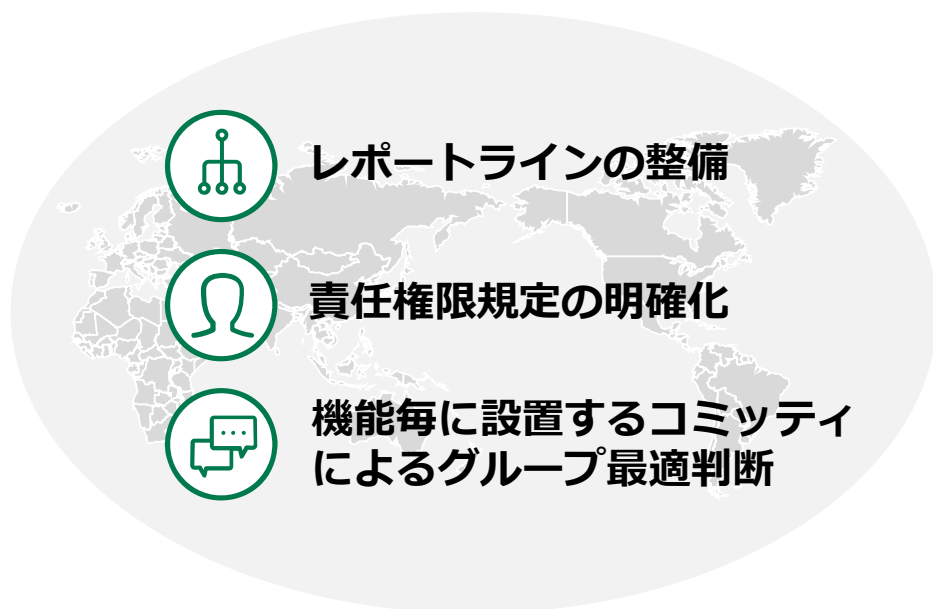 レポートラインの整備
責任権限規定の明確化
機能毎に設置するコミッティ
によるグループ最適判断